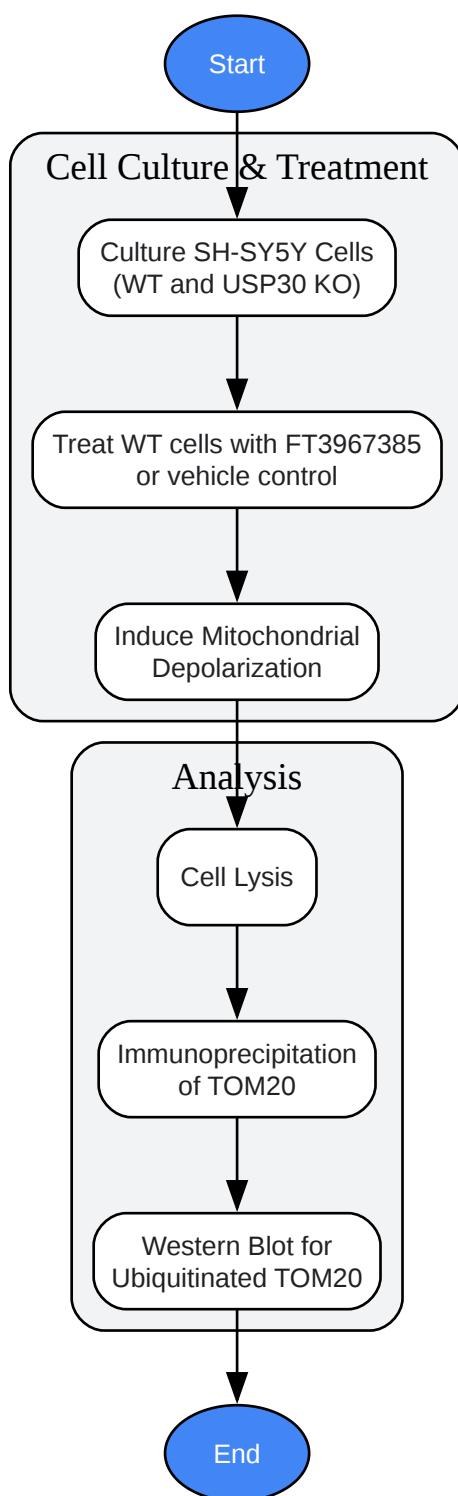 Start
Cell Culture & Treatment
Culture SH-SY5Y Cells
(WT and USP30 KO)
Treat WT cells with FT3967385
or vehicle control
Induce Mitochondrial
Depolarization
Analysis
Cell Lysis
Immunoprecipitation
of TOM20
Western Blot for
Ubiquitinated TOM20
End